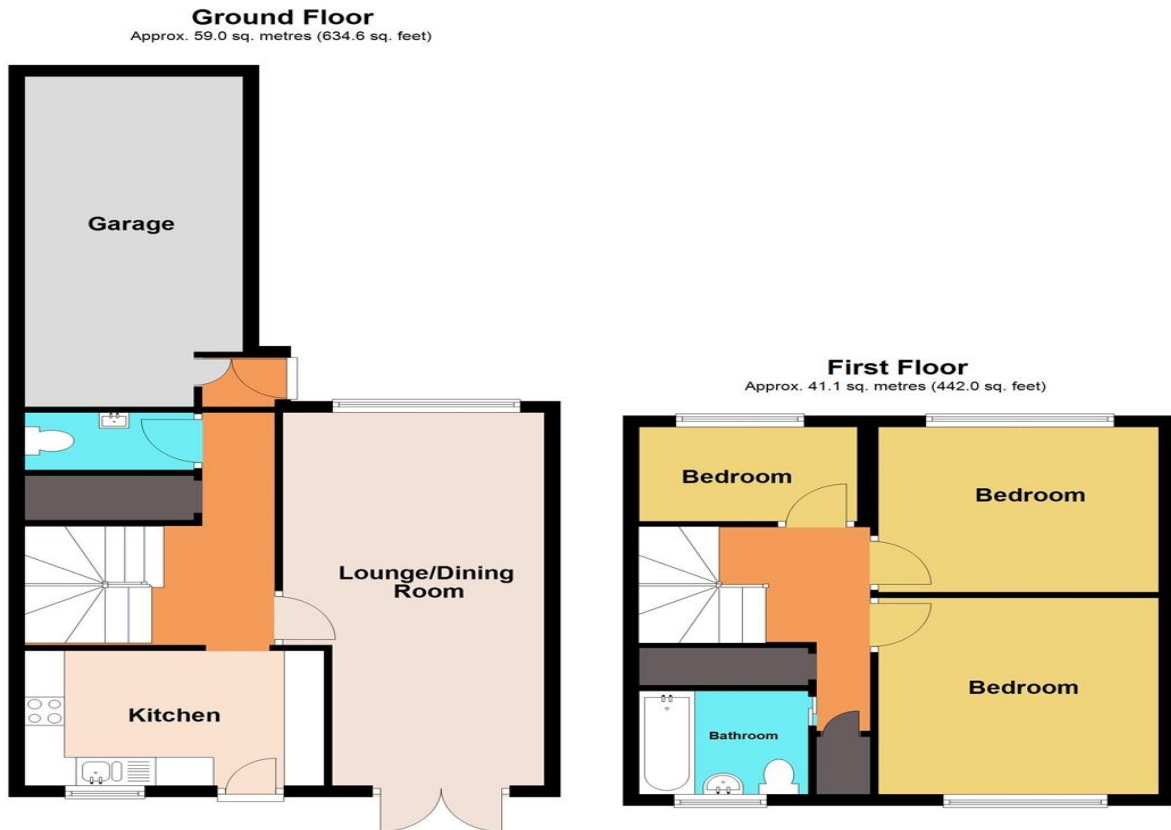 Ground Floor
Approx. 59.0 sq. metres (634.6 sq. feet)
Garage
Lounge/Dining
Room
Kitchen
First Floor
Approx. 41.1 sq. metres (442.0 sq. feet)
Bedroom
Bedroom
Bedroom
Bathroom